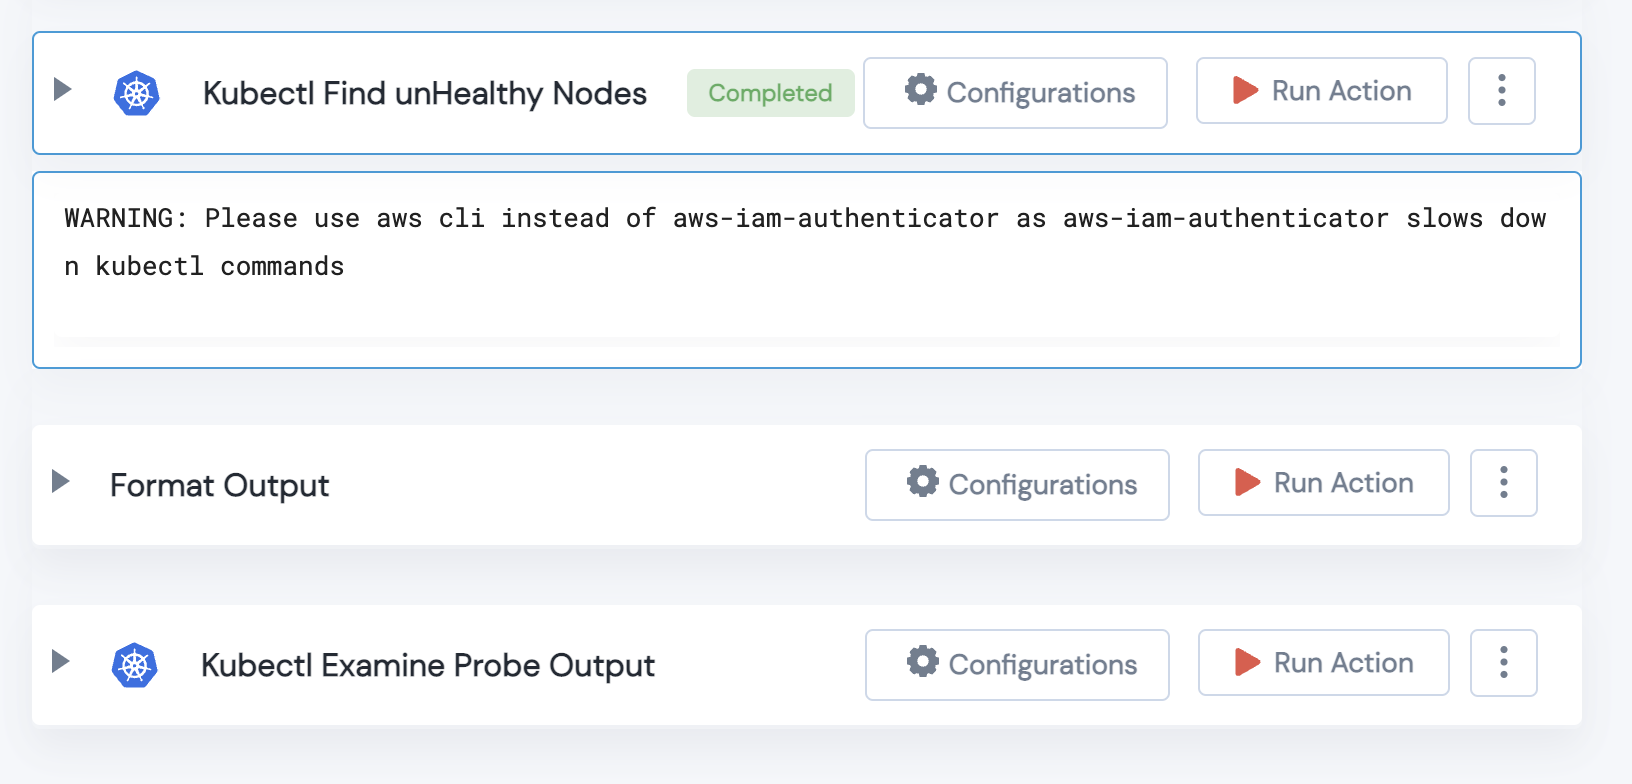 Kubectl Find unHealthy Nodes Completed Configurations Run Action
WARNING: Please use aws cli instead of aws-iam-authenticator as aws-iam-authenticator slows dow
n kubectl commands
Format Output Configurations Run Action
Kubectl Examine Probe Output Configurations Run Action